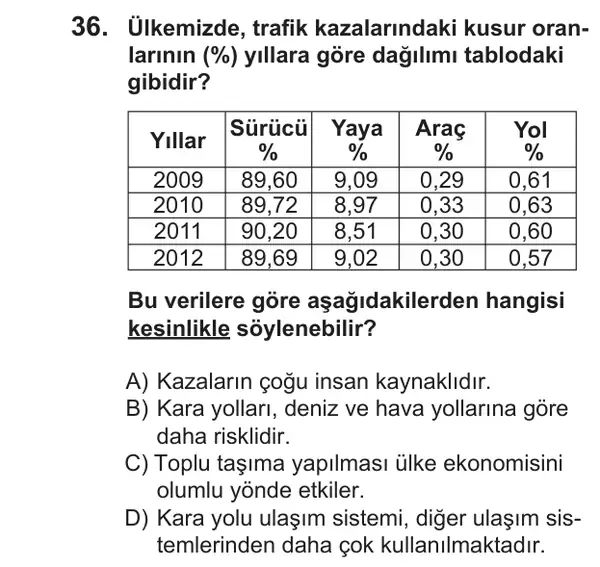 36. Ülkemizde, trafik kazalarındaki kusur oran-
larının (%) yıllara göre dağılımı tablodaki
gibidir?
Yıllar Sürücü % Yaya % Araç % Yol %
2009 89,60 9,09 0,29 0,61
2010 89,72 8,97 0,33 0,63
2011 90,20 8,51 0,30 0,60
2012 89,69 9,02 0,30 0,57
Bu verilere göre aşağıdakilerden hangisi
kesinlikle söylenebilir?
A) Kazaların çoğu insan kaynaklıdır.
B) Kara yolları, deniz ve hava yollarına göre
daha risklidir.
C) Toplu taşıma yapılması ülke ekonomisini
olumlu yönde etkiler.
D) Kara yolu ulaşım sistemi, diğer ulaşım sis-
temlerinden daha çok kullanılmaktadır.